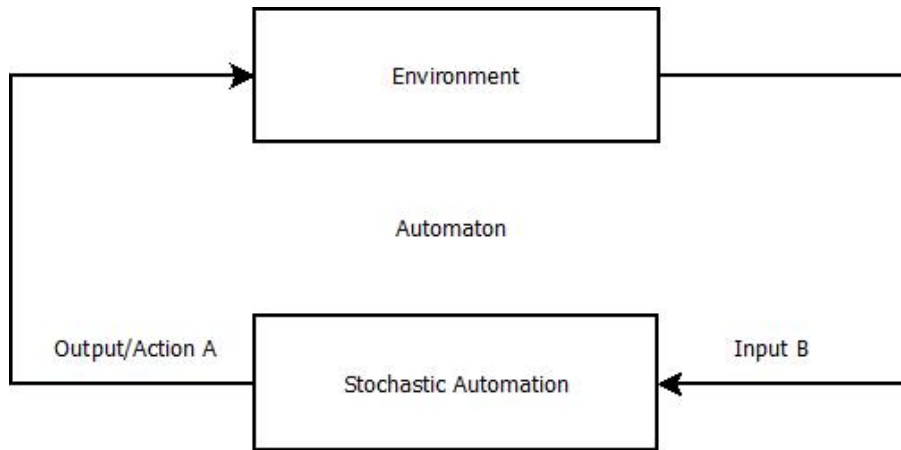 Environment
Automaton
Output/Action A
Input B
Stochastic Automation